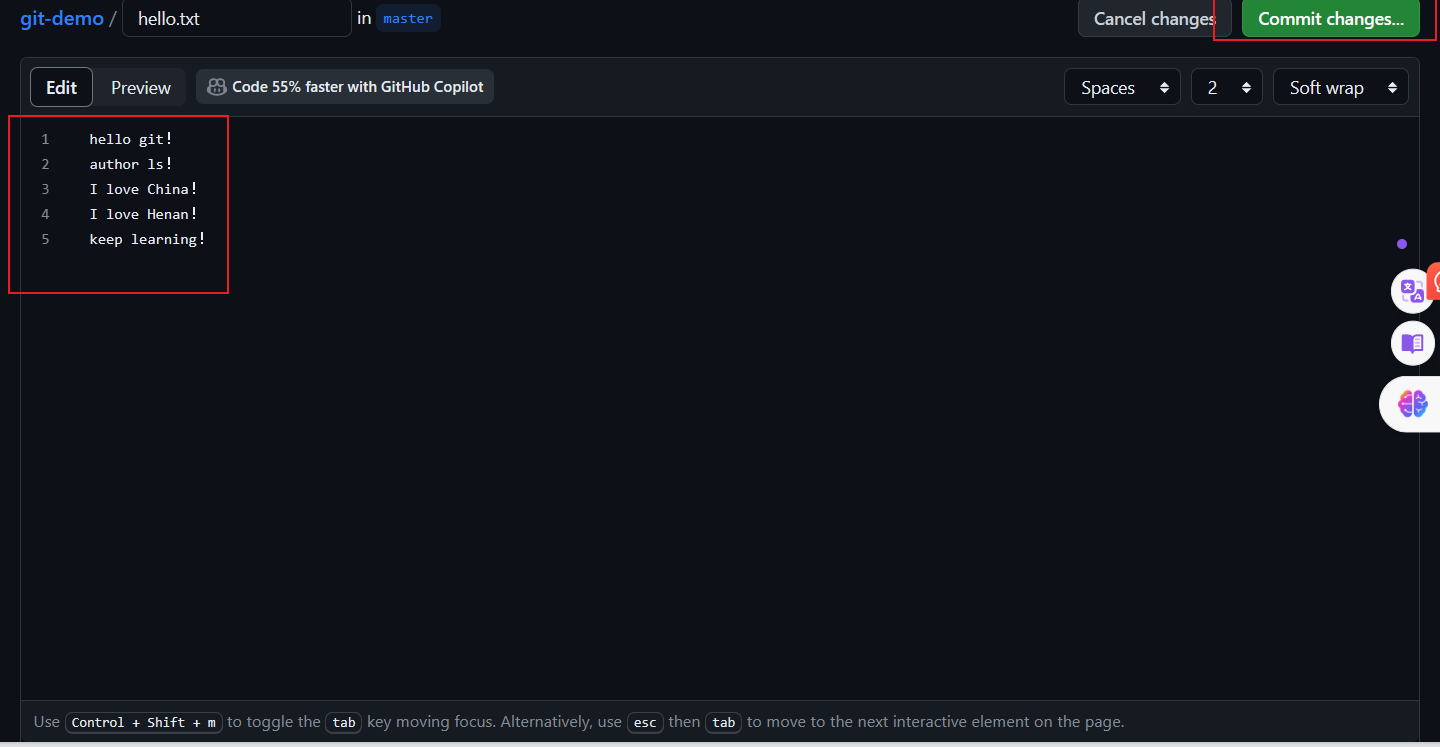 git-demo / hello.txt in master Cancel changes Commit changes...
Edit Preview Code 55% faster with GitHub Copilot Spaces 2 Soft wrap
1 hello git！
2 author ls！
3 I love China！
4 I love Henan！
5 keep learning！
Use Control + Shift + m to toggle the tab key moving focus. Alternatively, use esc then tab to move to the next interactive element on the page.